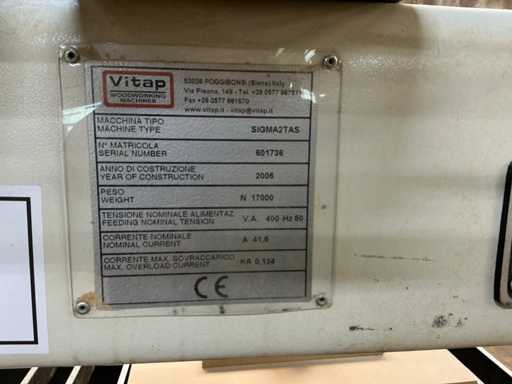 Vitap
WOODWORKING
MACHINES
53036 POGGIBONSI (Siena) Italy
Via Pisana, 149 - Tel. +39 0577
Fax +39 0577 981670
www.vitap.it - vitap@vitap.it
MACCHINA TIPO
MACHINE TYPE SIGMA2TAS
N° MATRICOLA
SERIAL NUMBER 601736
ANNO DI COSTRUZIONE
YEAR OF CONSTRUCTION 2006
PESO
WEIGHT N 17000
TENSIONE NOMINALE ALIMENTAZ.
FEEDING NOMINAL TENSION V.A. 400 Hz 50
CORRENTE NOMINALE
NOMINAL CURRENT A 41,6
CORRENTE MAX. SOVRACCARICO
MAX. OVERLOAD CURRENT KA 0,134
CE